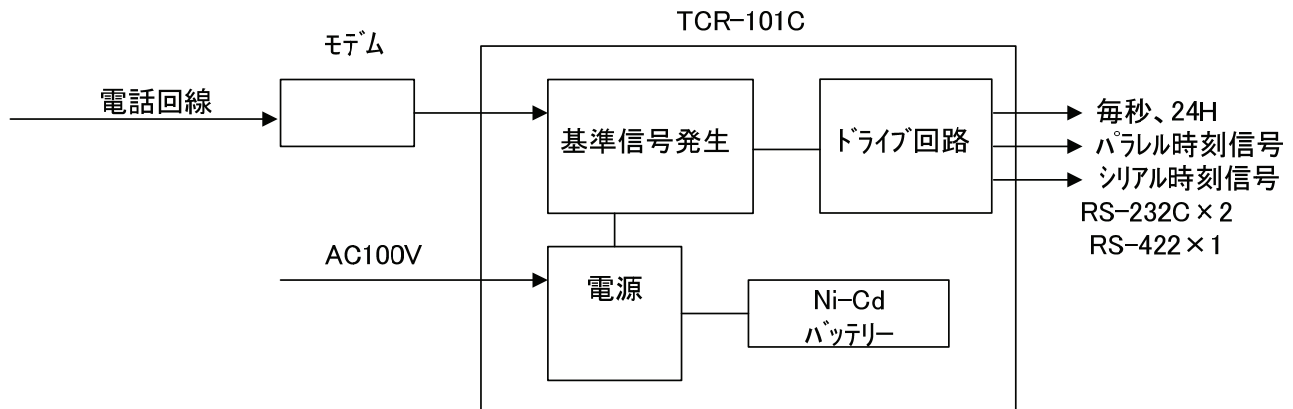 TCR-101C
モデム
電話回線
基準信号発生
ドライブ回路
毎秒、24H
パラレル時刻信号
シリアル時刻信号
RS-232C×2
RS-422×1
AC100V
電源
Ni-Cd
バッテリー